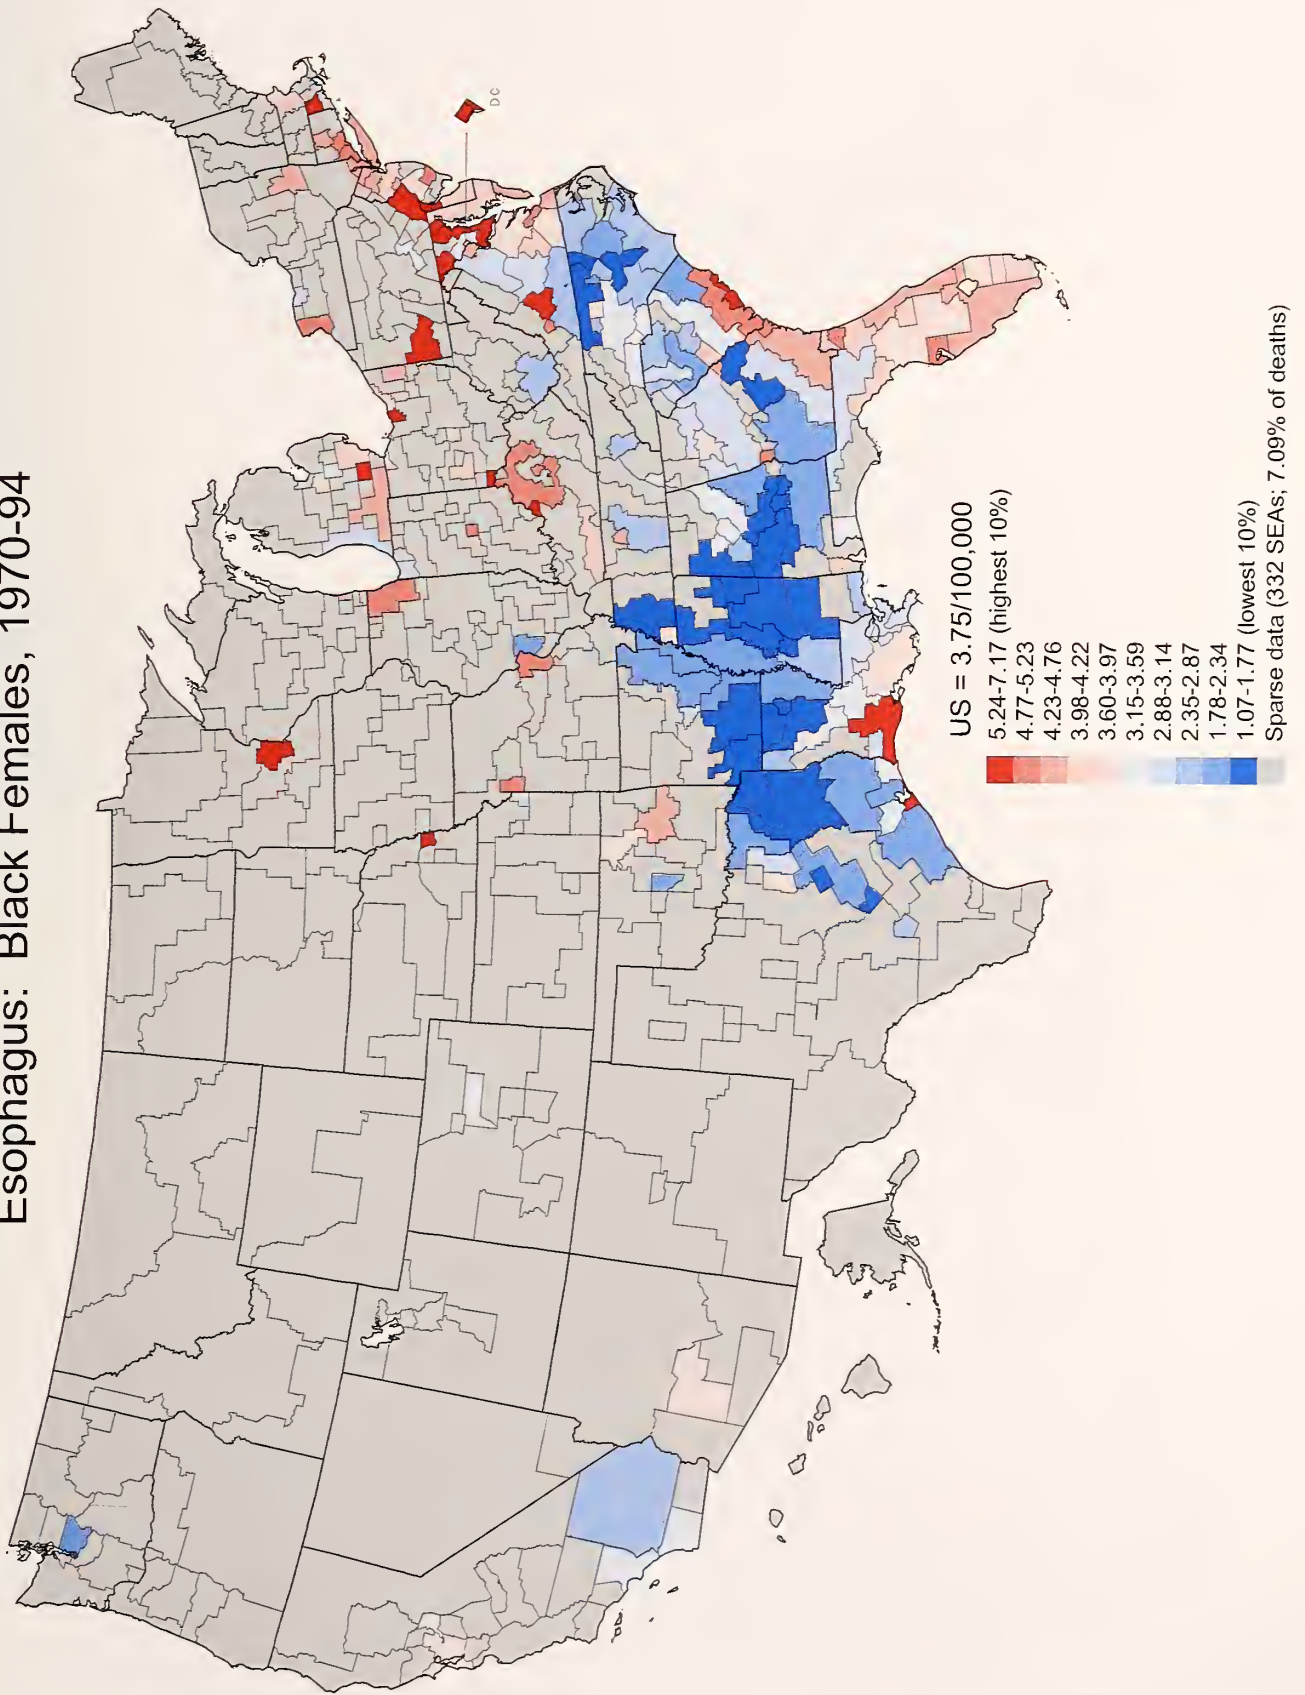 Esophagus: Black Females, 1970-94
DC
US = 3.75/100,000
5.24-7.17 (highest 10%)
4.77-5.23
4.23-4.76
3.98-4.22
3.60-3.97
3.15-3.59
2.88-3.14
2.35-2.87
1.78-2.34
1.07-1.77 (lowest 10%)
Sparse data (332 SEAs; 7.09% of deaths)